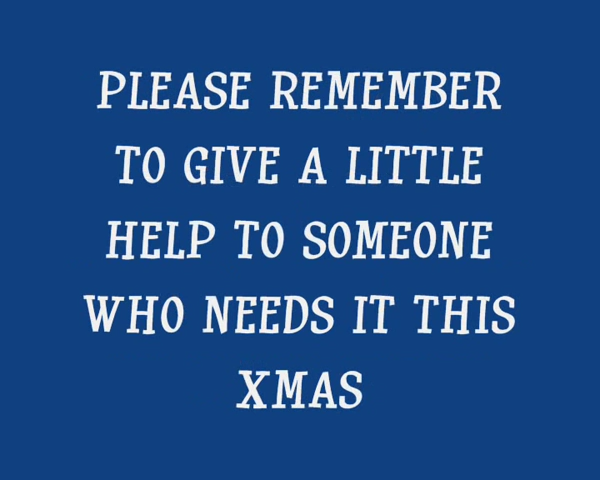 PLEASE REMEMBER
TO GIVE A LITTLE
HELP TO SOMEONE
WHO NEEDS IT THIS
XMAS